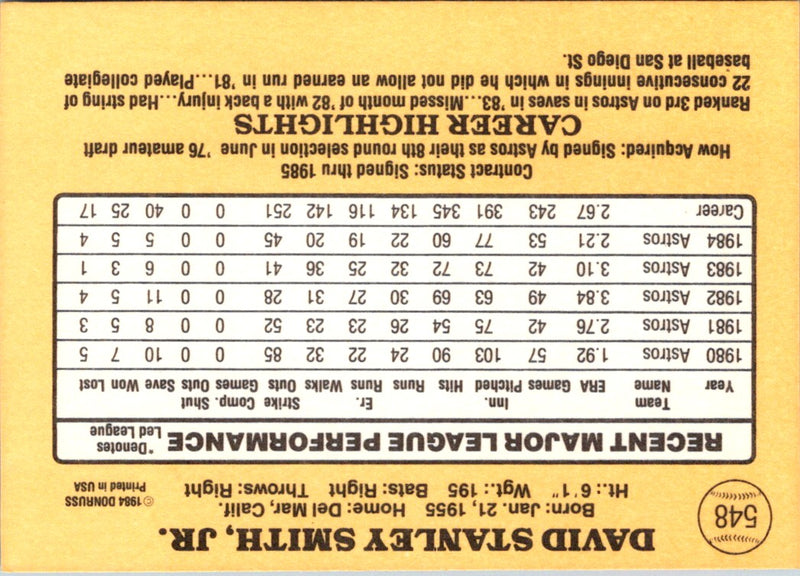 548
DAVID STANLEY SMITH, JR.
Born: Jan. 21, 1955 Home: Del Mar, Calif.
Ht.: 6'1" Wgt.: 195 Bats: Right Throws: Right
©1984 DONRUSS
Printed in USA
RECENT MAJOR LEAGUE PERFORMANCE *Denotes Led League
Year Team Name ERA Games Inn. Pitched Hits Runs Er. Runs Walks Strike Outs Comp. Games Shut Outs Save Won Lost
1980 Astros 1.92 57 103 90 24 22 32 85 0 0 10 7 5
1981 Astros 2.76 42 75 54 26 23 23 52 0 0 8 5 3
1982 Astros 3.84 49 63 69 30 27 31 28 0 0 11 5 4
1983 Astros 3.10 42 73 72 32 25 36 41 0 0 6 3 1
1984 Astros 2.21 53 77 60 22 19 20 45 0 0 5 5 4
Career 2.67 243 391 345 134 116 142 251 0 0 40 25 17
Contract Status: Signed thru 1985
How Acquired: Signed by Astros as their 8th round selection in June '76 amateur draft
CAREER HIGHLIGHTS
Ranked 3rd on Astros in saves in '83...Missed month of '82 with a back injury...Had string of
22 consecutive innings in which he did not allow an earned run in '81...Played collegiate
baseball at San Diego St.